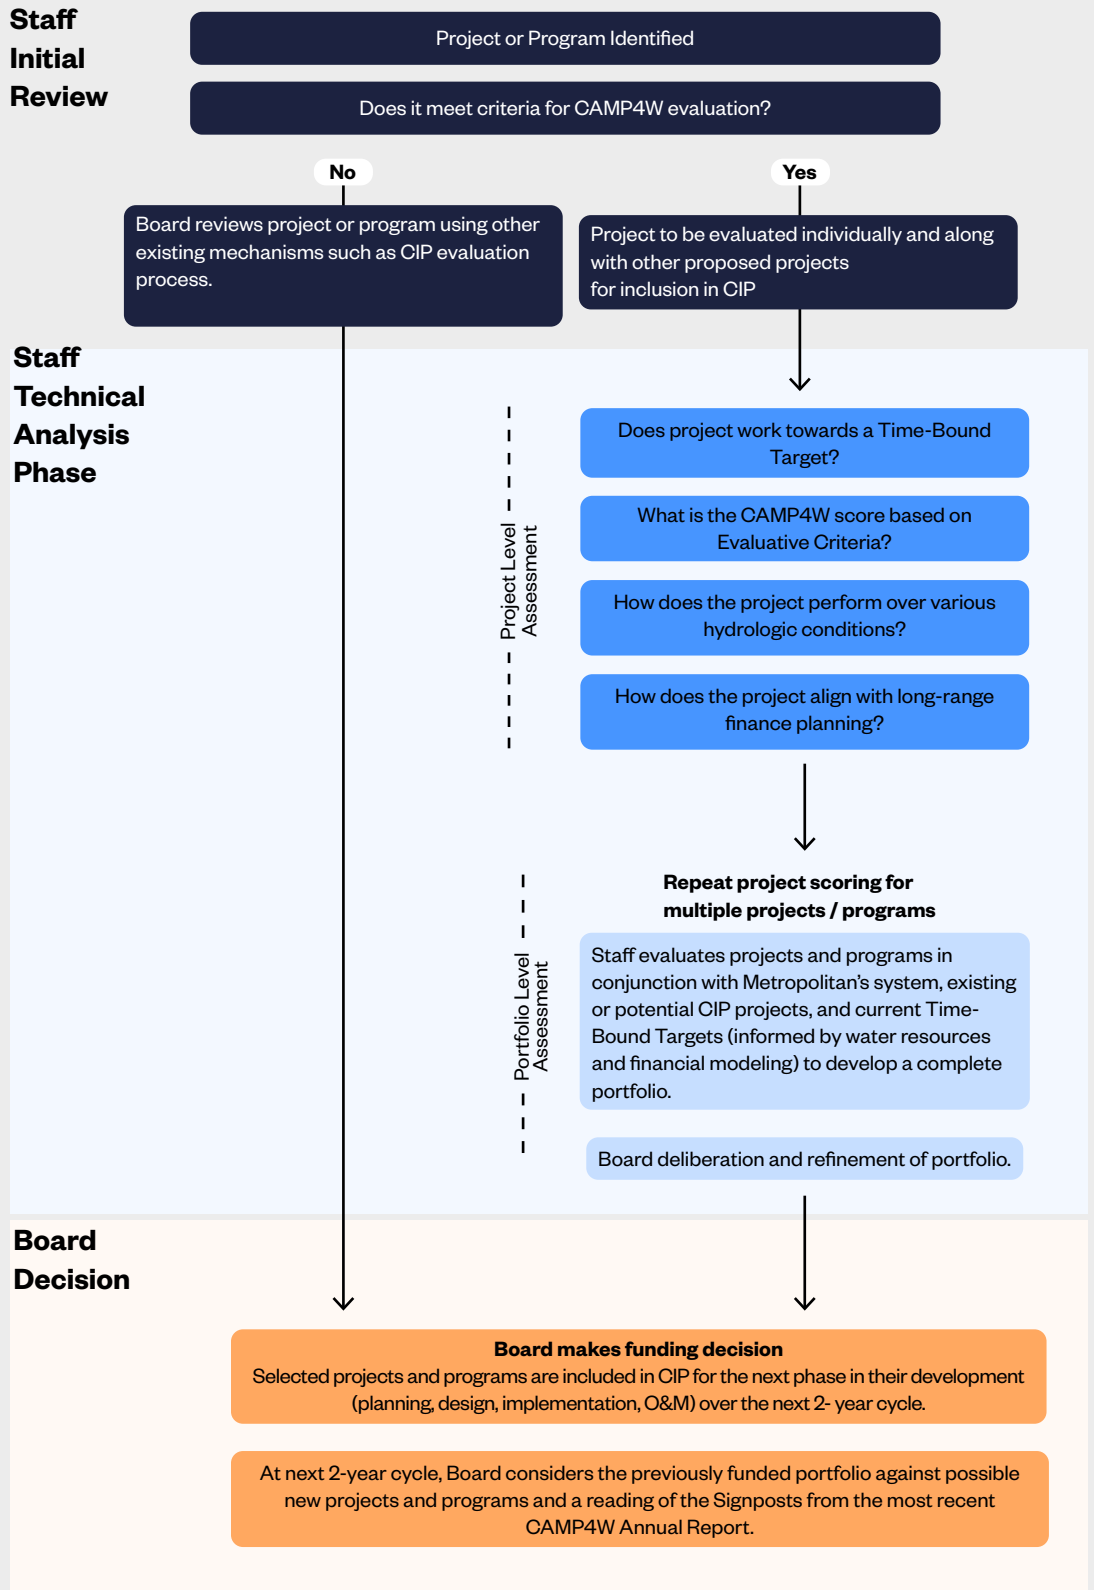 Staff
Initial
Review
Project or Program Identified
Does it meet criteria for CAMP4W evaluation?
No
Yes
Board reviews project or program using other
existing mechanisms such as CIP evaluation
process.
Project to be evaluated individually and along
with other proposed projects
for inclusion in CIP
Staff
Technical
Analysis
Phase
Project Level
Assessment
Does project work towards a Time-Bound
Target?
What is the CAMP4W score based on
Evaluative Criteria?
How does the project perform over various
hydrologic conditions?
How does the project align with long-range
finance planning?
Repeat project scoring for
multiple projects / programs
Portfolio Level
Assessment
Staff evaluates projects and programs in
conjunction with Metropolitan’s system, existing
or potential CIP projects, and current Time-
Bound Targets (informed by water resources
and financial modeling) to develop a complete
portfolio.
Board deliberation and refinement of portfolio.
Board
Decision
Board makes funding decision
Selected projects and programs are included in CIP for the next phase in their development
(planning, design, implementation, O&M) over the next 2- year cycle.
At next 2-year cycle, Board considers the previously funded portfolio against possible
new projects and programs and a reading of the Signposts from the most recent
CAMP4W Annual Report.